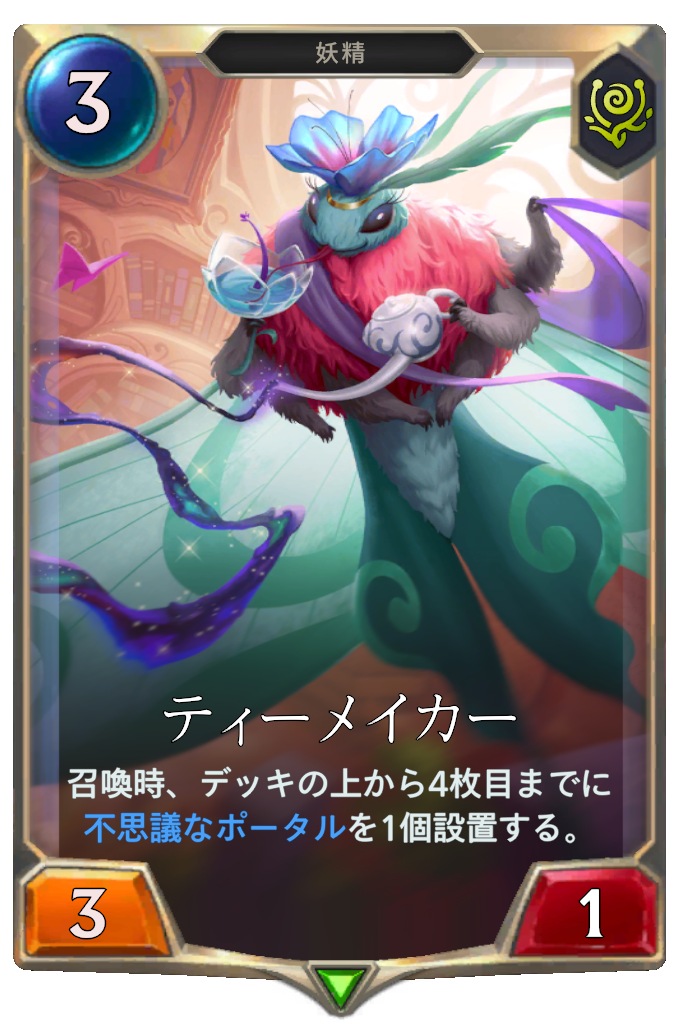 妖精
3
ティーメイカー
召喚時、デッキの上から4枚目までに
不思議なポータルを1個設置する。
3
1